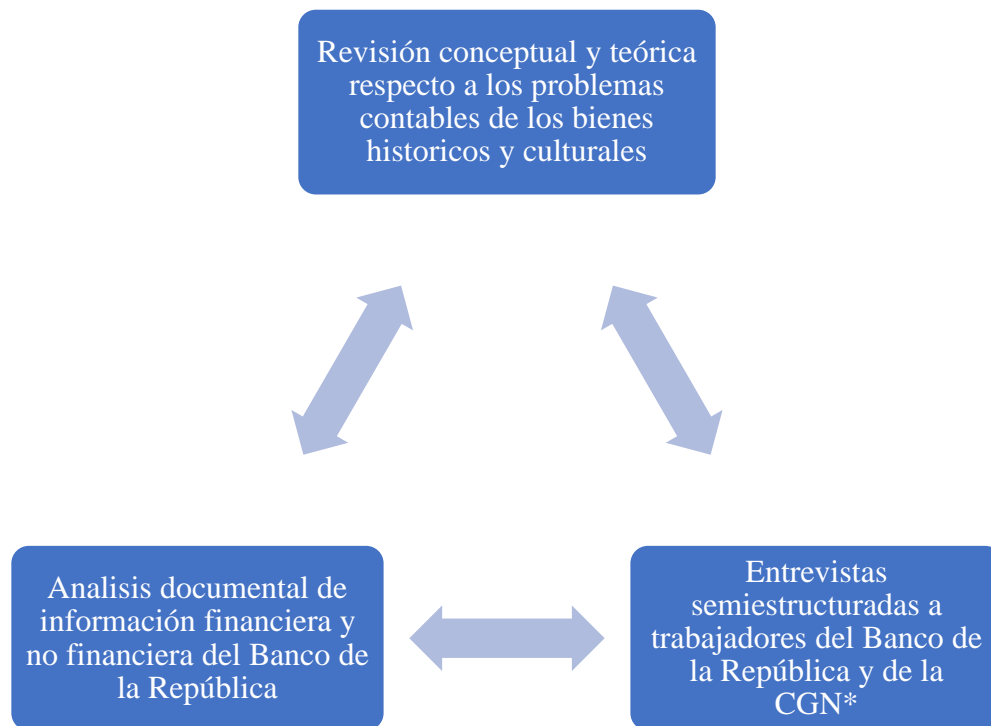 Revisión conceptual y teórica
respecto a los problemas
contables de los bienes
historicos y culturales
Analisis documental de
información financiera y
no financiera del Banco de
la República
Entrevistas
semiestructuradas a
trabajadores del Banco de
la República y de la
CGN*